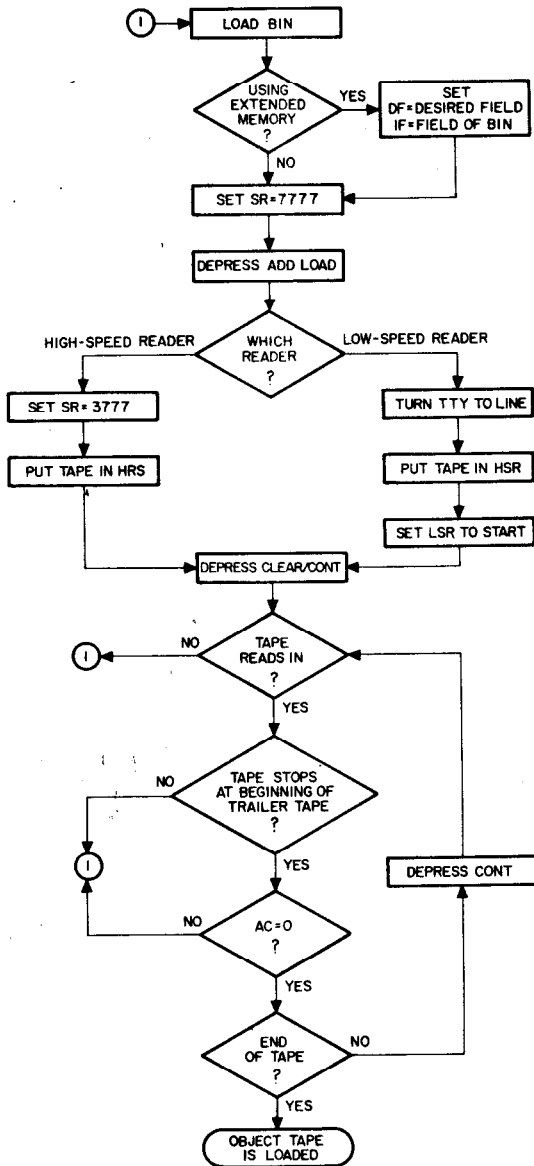 1
LOAD BIN
USING
EXTENDED
MEMORY
?
YES
SET
DF=DESIRED FIELD
IF=FIELD OF BIN
NO
SET SR=7777
DEPRESS ADD LOAD
HIGH-SPEED READER
WHICH
READER
?
LOW-SPEED READER
SET SR=3777
TURN TTY TO LINE
PUT TAPE IN HRS
PUT TAPE IN HSR
SET LSR TO START
DEPRESS CLEAR/CONT
1
NO
TAPE
READS IN
?
YES
NO
TAPE STOPS
AT BEGINNING OF
TRAILER TAPE
?
1
YES
DEPRESS CONT
NO
AC=0
?
YES
END
OF TAPE
?
NO
YES
OBJECT TAPE
IS LOADED